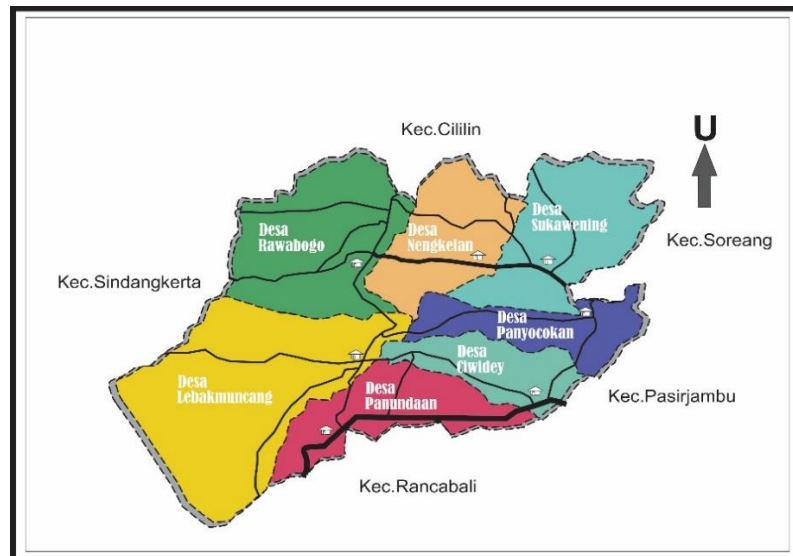 Kec.Cililin
U
Desa
Sukawening
Desa
Rawabogo
Desa
Nengkelan
Kec.Soreang
Kec.Sindangkerta
Desa
Panyocokan
Desa
Ciwidey
Desa
Lebakmuncang
Desa
Panundaan
Kec.Pasirjambu
Kec.Rancabali